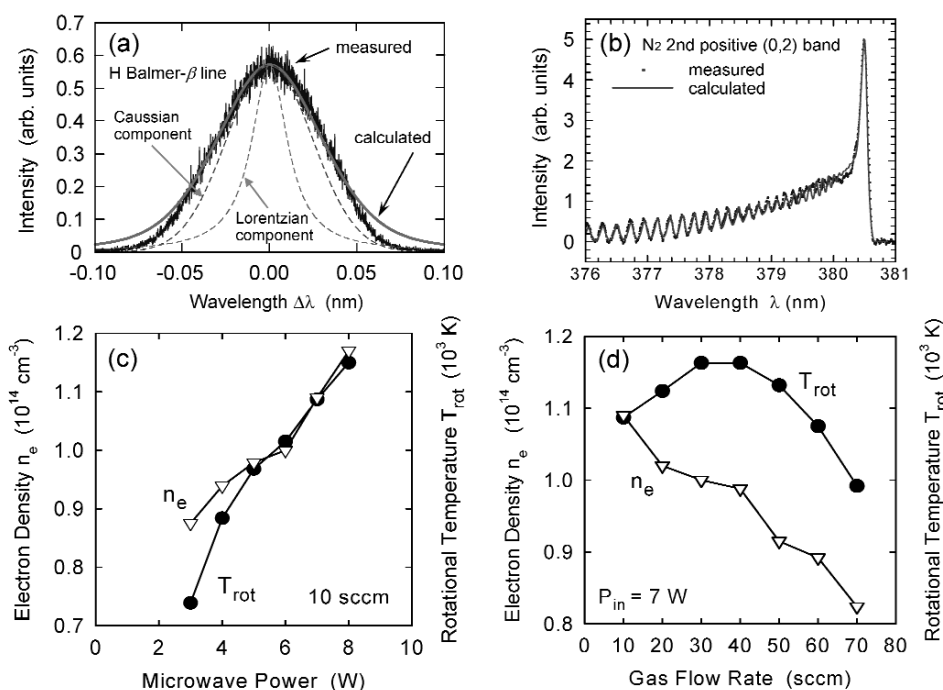 (a)
H Balmer-β line
measured
Caussian
component
calculated
Lorentzian
component
Intensity (arb. units)
0.7
0.6
0.5
0.4
0.3
0.2
0.1
0
-0.10 -0.05 0.00 0.05 0.10
Wavelength Δλ (nm)
(b)
N2 2nd positive (0,2) band
measured
calculated
Intensity (arb. units)
5
4
3
2
1
0
376 377 378 379 380 381
Wavelength λ (nm)
(c)
Electron Density ne (10^14 cm^-3)
1.2
1.1
1.0
0.9
0.8
0.7
ne
Trot
10 sccm
0 2 4 6 8 10
Microwave Power (W)
Rotational Temperature Trot (10^3 K)
(d)
Electron Density ne (10^14 cm^-3)
1.2
1.1
1.0
0.9
0.8
Trot
ne
Pin = 7 W
0 10 20 30 40 50 60 70 80
Gas Flow Rate (sccm)
Rotational Temperature Trot (10^3 K)